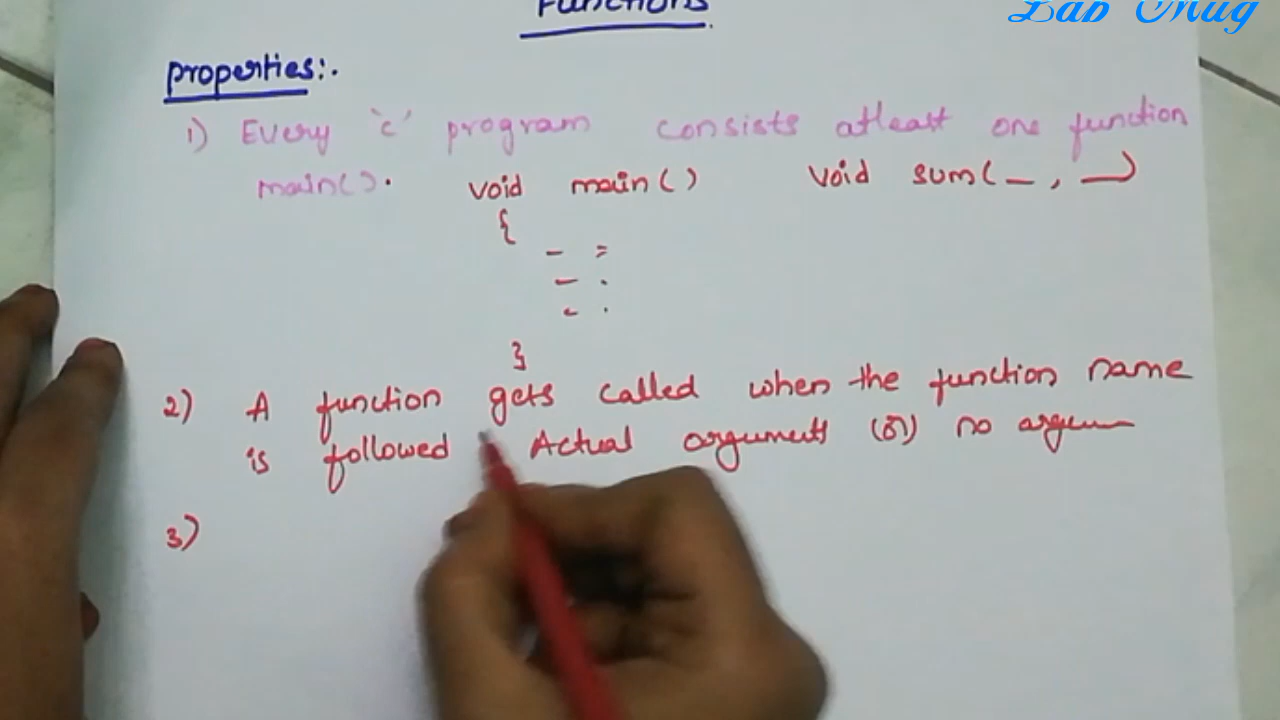 Functions
Lab Mug
properties:.
1) Every 'c' program consists atleast one function
main(). void main() void sum( _ , _ )
{
}
2) A function gets called when the function name
is followed Actual arguments (or) no argum
3)